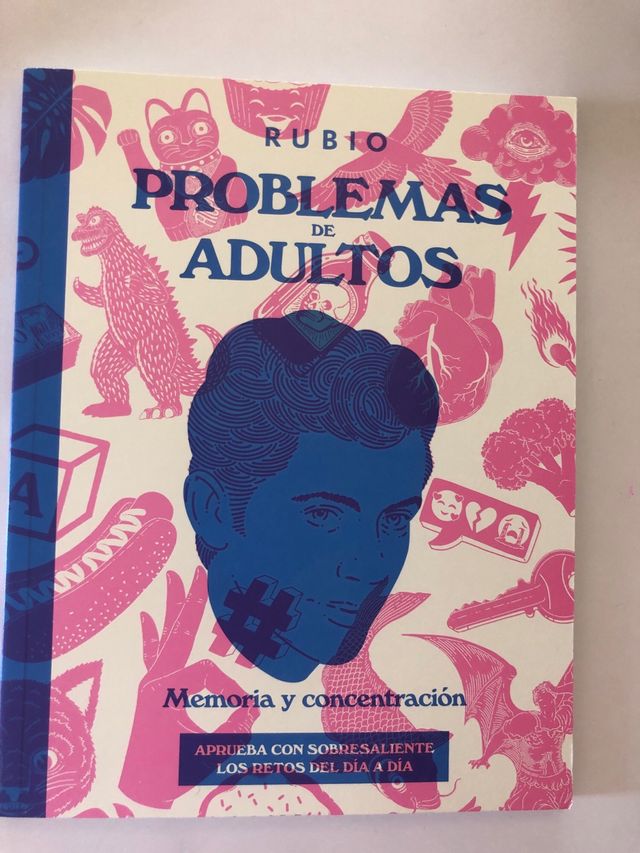 RUBIO
PROBLEMAS
DE
ADULTOS
A
#
Memoria y concentración
APRUEBA CON SOBRESALIENTE
LOS RETOS DEL DÍA A DÍA